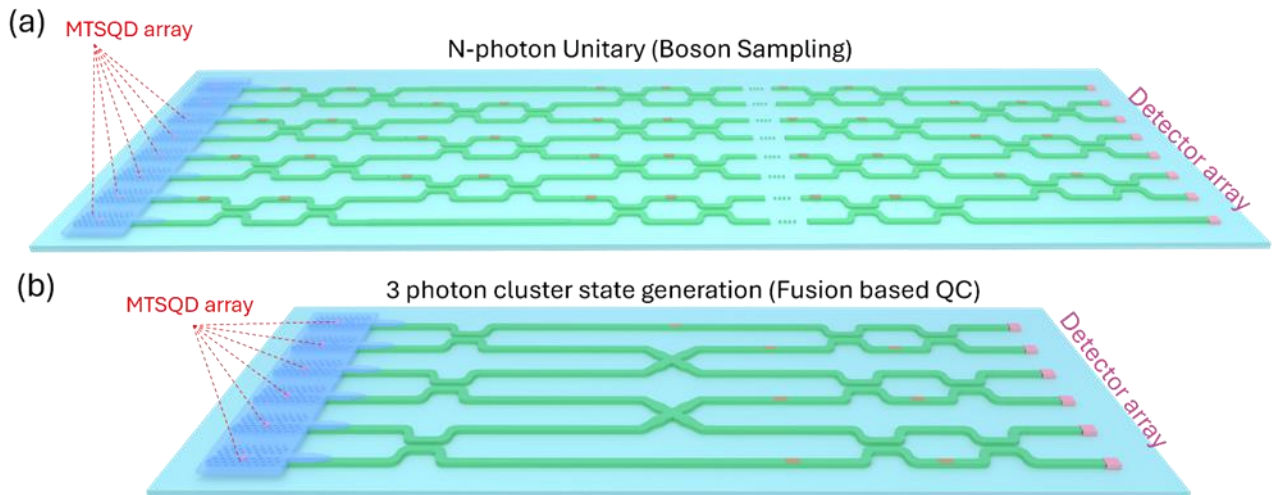 (a)
MTSQD array
N-photon Unitary (Boson Sampling)
Detector array
(b)
MTSQD array
3 photon cluster state generation (Fusion based QC)
Detector array